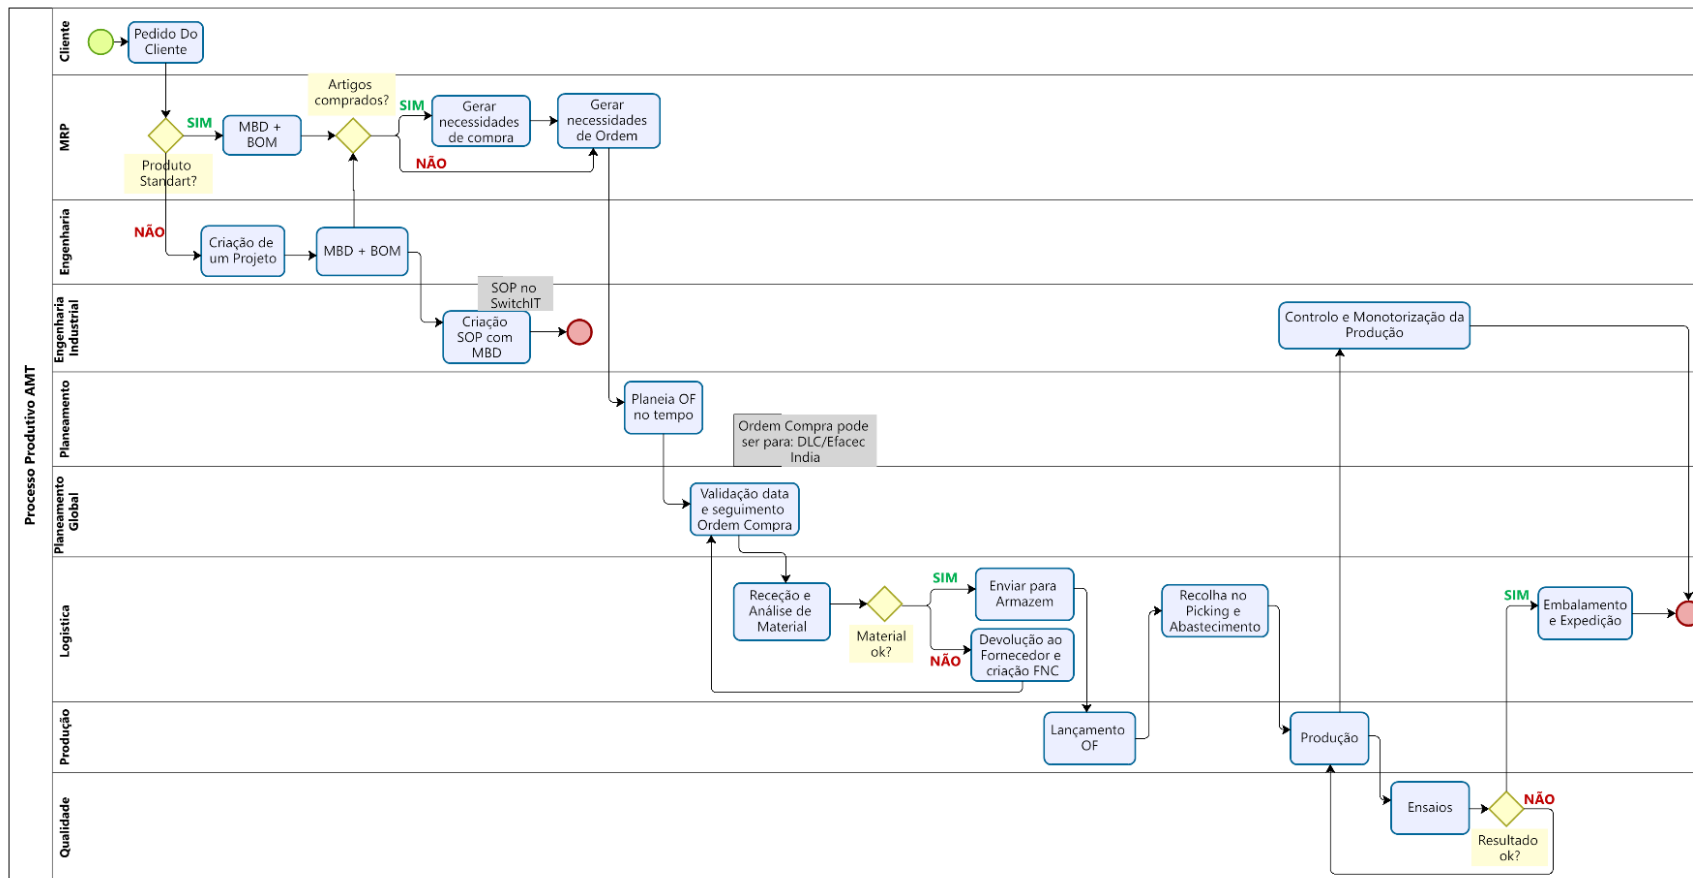 Processo Produtivo AMT
Cliente
Pedido Do
Cliente
MRP
Produto
Standart?
SIM
NÃO
MBD +
BOM
Artigos
comprados?
SIM
NÃO
Gerar
necessidades
de compra
Gerar
necessidades
de Ordem
Engenharia
Criação de
um Projeto
MBD + BOM
Engenharia
Industrial
SOP no
SwitchIT
Criação
SOP com
MBD
Controlo e Monotorização da
Produção
Planeamento
Planeia OF
no tempo
Ordem Compra pode
ser para: DLC/Efacec
India
Planeamento
Global
Validação data
e seguimento
Ordem Compra
Logística
Receção e
Análise de
Material
Material
ok?
SIM
NÃO
Enviar para
Armazem
Devolução ao
Fornecedor e
criação FNC
Recolha no
Picking e
Abastecimento
SIM
Embalamento
e Expedição
Produção
Lançamento
OF
Produção
Qualidade
Ensaios
NÃO
Resultado
ok?